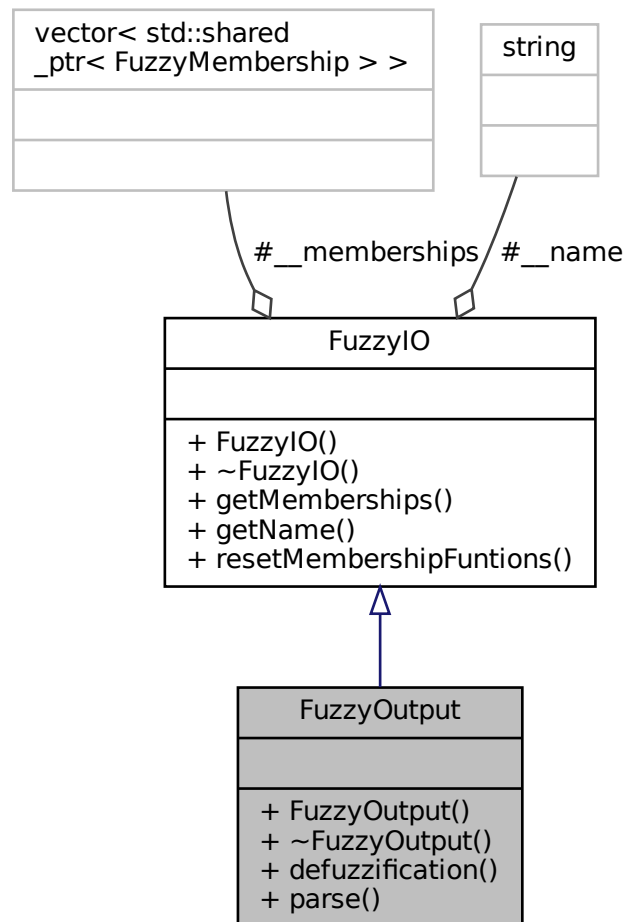 vector< std::shared
_ptr< FuzzyMembership > >
string
#__memberships
#__name
FuzzyIO
+ FuzzyIO()
+ ~FuzzyIO()
+ getMemberships()
+ getName()
+ resetMembershipFuntions()
FuzzyOutput
+ FuzzyOutput()
+ ~FuzzyOutput()
+ defuzzification()
+ parse()